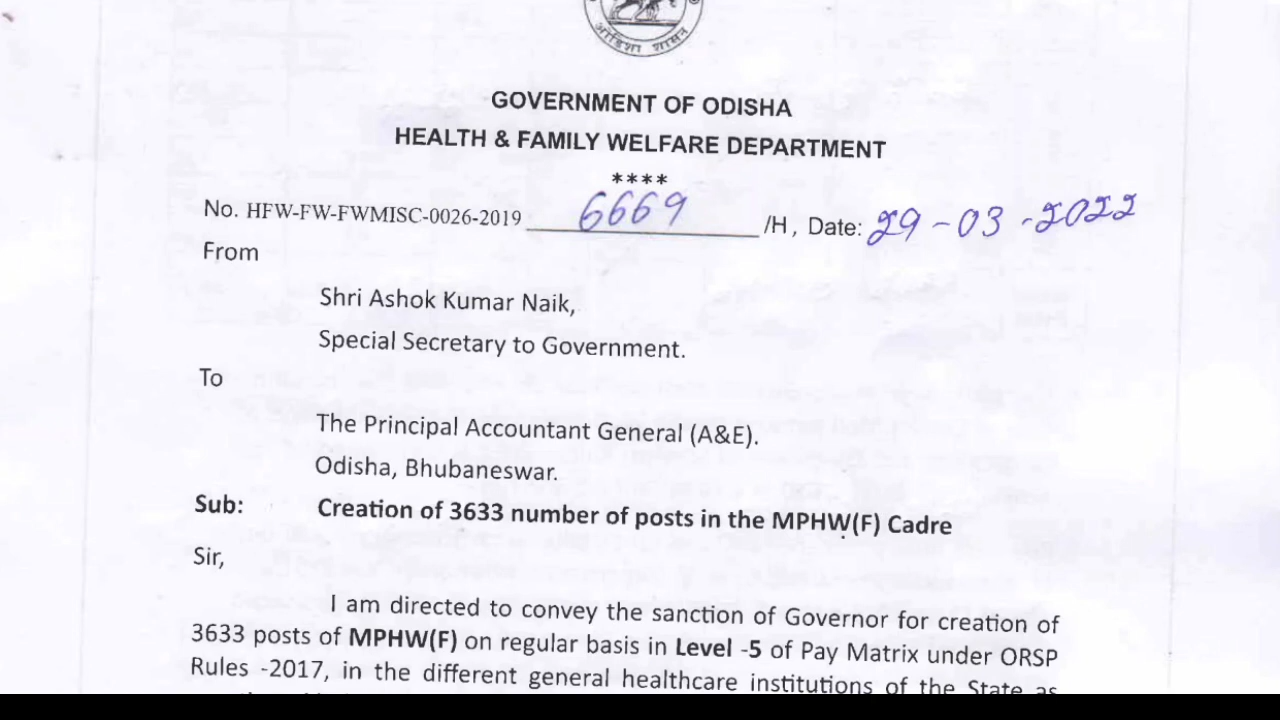 ओडिशा शासन
GOVERNMENT OF ODISHA
HEALTH & FAMILY WELFARE DEPARTMENT
****
No. HFW-FW-FWMISC-0026-2019 6669 /H, Date: 29-03-2022
From
Shri Ashok Kumar Naik,
Special Secretary to Government.
To
The Principal Accountant General (A&E).
Odisha, Bhubaneswar.
Sub: Creation of 3633 number of posts in the MPHW(F) Cadre
Sir,
I am directed to convey the sanction of Governor for creation of
3633 posts of MPHW(F) on regular basis in Level -5 of Pay Matrix under ORSP
Rules -2017, in the different general healthcare institutions of the State as